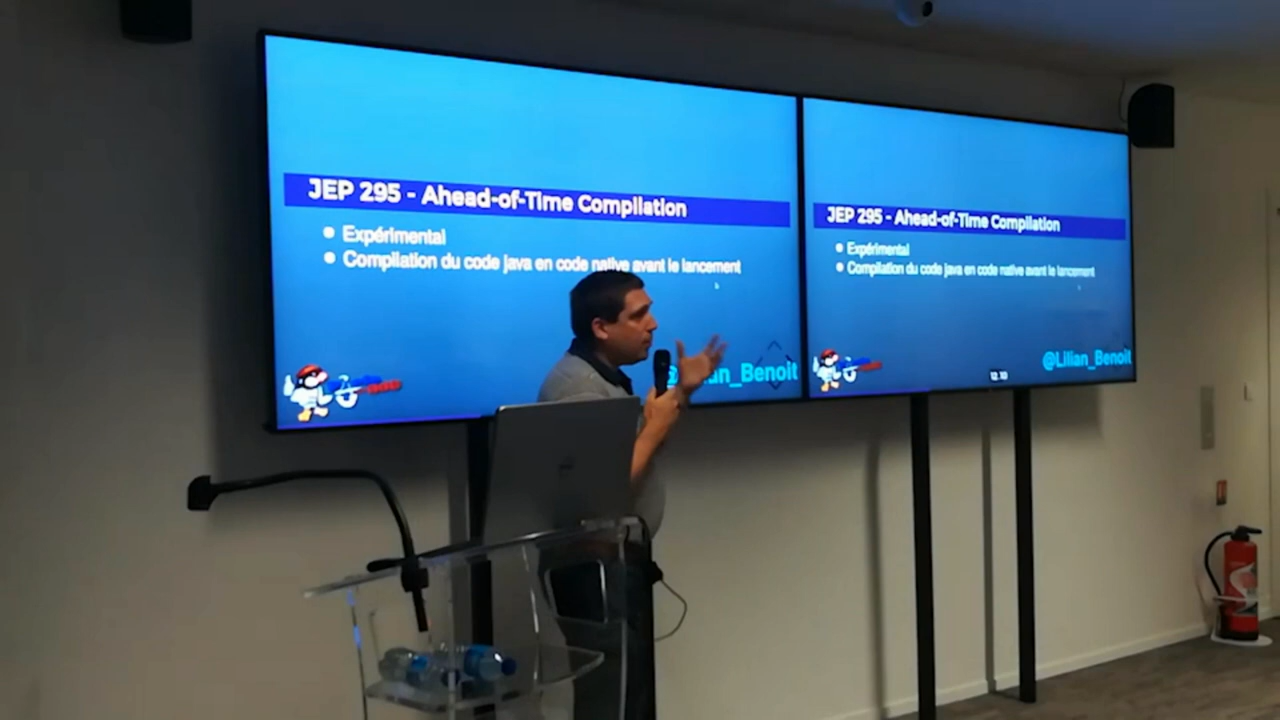 JEP 295 - Ahead-of-Time Compilation
Expérimental
Compilation du code java en code native avant le lancement
an_Benoit
JEP 295 - Ahead-of-Time Compilation
Expérimental
Compilation du code java en code native avant le lancement
@Lilian_Benoit